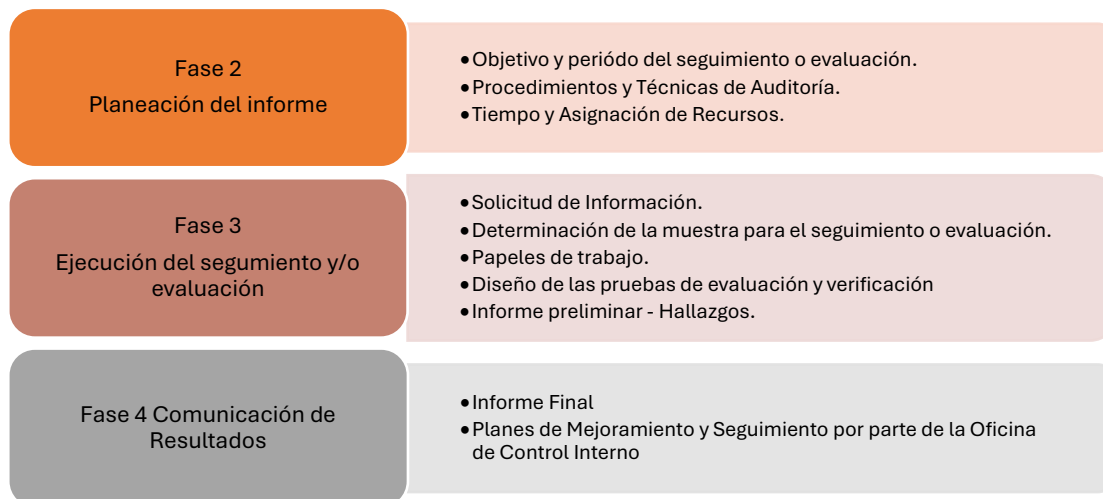 Fase 2
Planeación del informe
•Objetivo y periódo del seguimiento o evaluación.
•Procedimientos y Técnicas de Auditoría.
•Tiempo y Asignación de Recursos.
Fase 3
Ejecución del segumiento y/o
evaluación
•Solicitud de Información.
•Determinación de la muestra para el seguimiento o evaluación.
•Papeles de trabajo.
•Diseño de las pruebas de evaluación y verificación
•Informe preliminar - Hallazgos.
Fase 4 Comunicación de
Resultados
•Informe Final
•Planes de Mejoramiento y Seguimiento por parte de la Oficina
de Control Interno